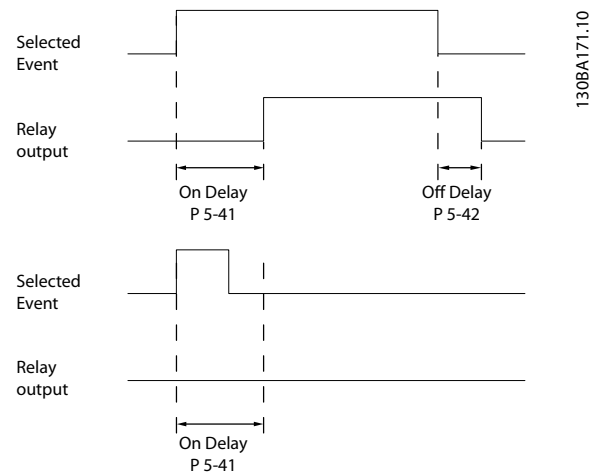 Selected
Event
Relay
output
On Delay
P 5-41
Off Delay
P 5-42
Selected
Event
Relay
output
On Delay
P 5-41
130BA171.10